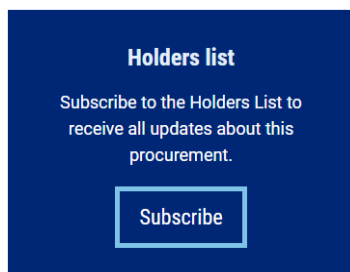 Holders list
Subscribe to the Holders List to
receive all updates about this
procurement.
Subscribe